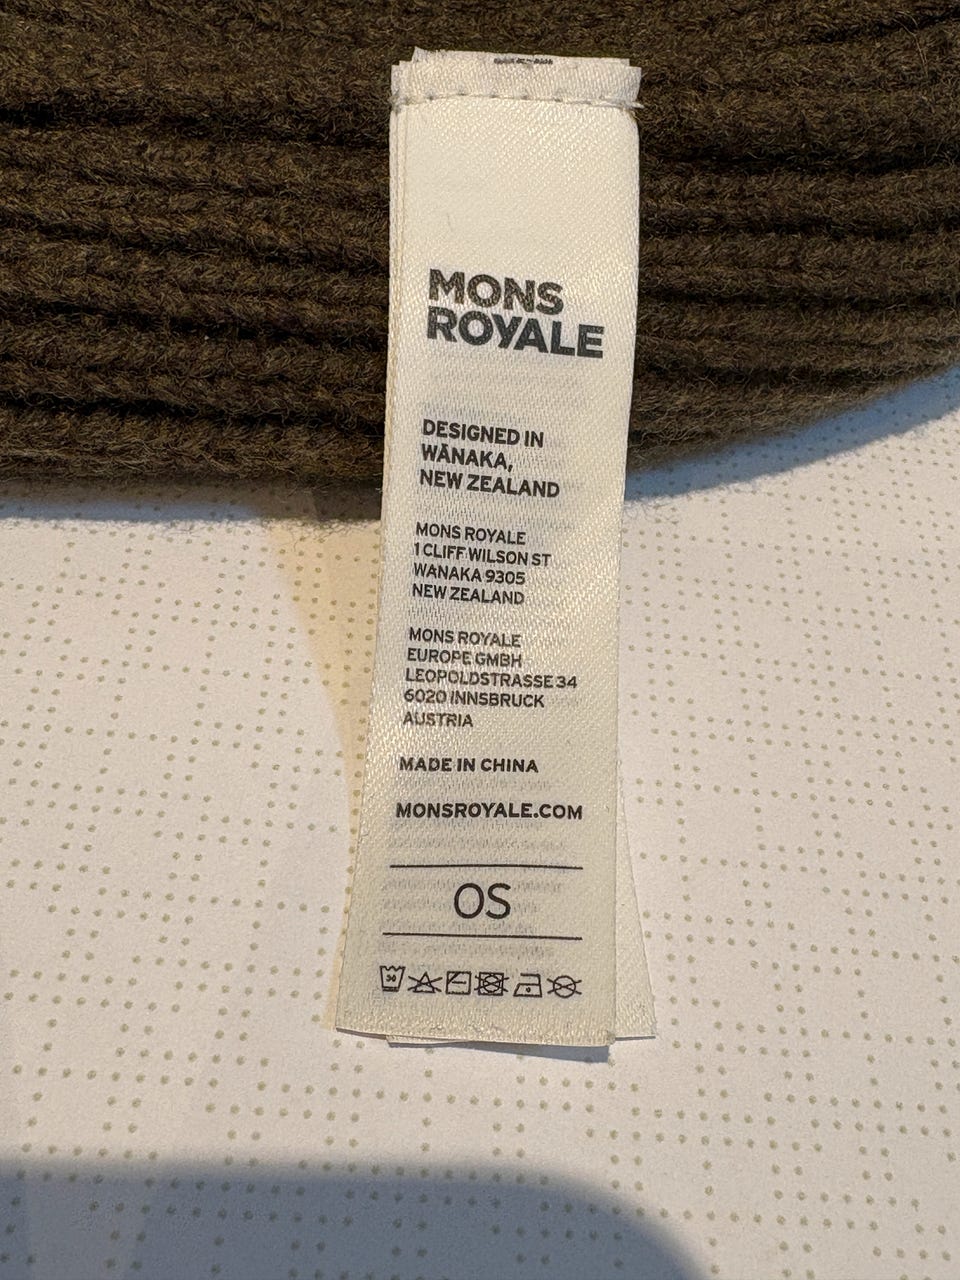 MONS
ROYALE
DESIGNED IN
WĀNAKA,
NEW ZEALAND
MONS ROYALE
1 CLIFF WILSON ST
WANAKA 9305
NEW ZEALAND
MONS ROYALE
EUROPE GMBH
LEOPOLDSTRASSE 34
6020 INNSBRUCK
AUSTRIA
MADE IN CHINA
MONSROYALE.COM
OS
30